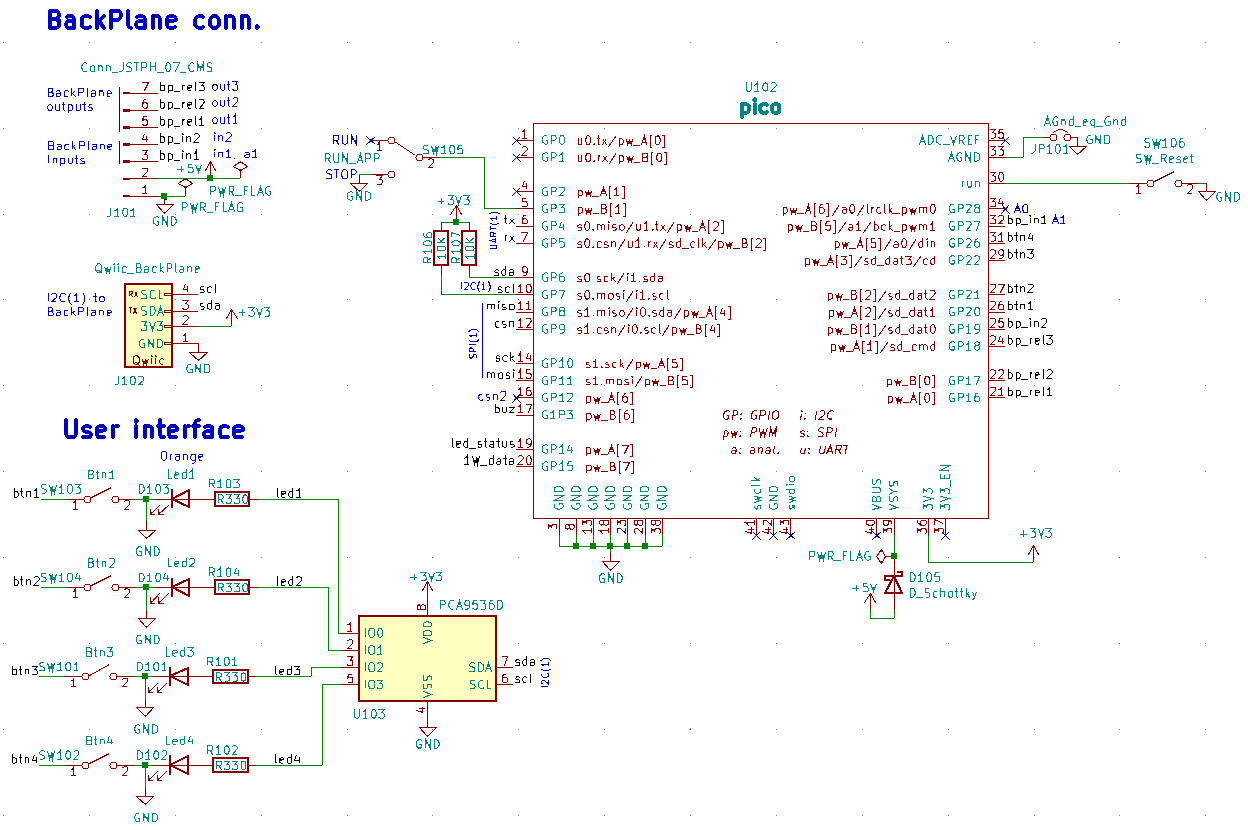 BackPlane conn.
Conn_JSTPH_07_CMS
BackPlane
outputs
7 bp_rel3 out3
6 bp_rel2 out2
5 bp_rel1 out1
BackPlane
Inputs
4 bp_in2 in2
3 bp_in1 in1, a1
2 +5V
PWR_FLAG
1
PWR_FLAG
J101
GND
Qwiic_BackPlane
I2C(1) to
BackPlane
RX SCL 4 scl
TX SDA 3 sda
3V3 2 +3V3
GND 1
Qwiic
GND
J102
User interface
Orange
btn1 SW103 Btn1 1 2 D103 Led1 R103 R330 led1
GND
btn2 SW104 Btn2 1 2 D104 Led2 R104 R330 led2
GND
btn3 SW101 Btn3 1 2 D101 Led3 R101 R330 led3
GND
btn4 SW102 Btn4 1 2 D102 Led4 R102 R330 led4
GND
+3V3
PCA9536D
8 VDD
1 IO0
2 IO1
3 IO2
5 IO3
SDA 7 sda
SCL 6 scl
I2C(1)
VSS 4
U103
GND
RUN
RUN_APP
STOP
1
2
3
SW105
GND
+3V3
R106 10K
R107 10K
UART(1)
I2C(1)
SPI(1)
U102
pico
1 GP0 u0.tx/pw_A[0]
2 GP1 u0.rx/pw_B[0]
4 GP2 pw_A[1]
5 GP3 pw_B[1]
tx 6 GP4 s0.miso/u1.tx/pw_A[2]
rx 7 GP5 s0.csn/u1.rx/sd_clk/pw_B[2]
sda 9 GP6 s0.sck/i1.sda
scl 10 GP7 s0.mosi/i1.scl
miso 11 GP8 s1.miso/i0.sda/pw_A[4]
csn 12 GP9 s1.csn/i0.scl/pw_B[4]
sck 14 GP10 s1.sck/pw_A[5]
mosi 15 GP11 s1.mosi/pw_B[5]
csn2 16 GP12 pw_A[6]
buz 17 G1P3 pw_B[6]
led_status 19 GP14 pw_A[7]
1W_data 20 GP15 pw_B[7]
ADC_VREF 35
AGND 33
run 30
pw_A[6]/a0/lrclk_pwm0 GP28 34 A0
pw_B[5]/a1/bck_pwm1 GP27 32 bp_in1 A1
pw_A[5]/a0/din GP26 31 btn4
pw_A[3]/sd_dat3/cd GP22 29 btn3
pw_B[2]/sd_dat2 GP21 27 btn2
pw_A[2]/sd_dat1 GP20 26 btn1
pw_B[1]/sd_dat0 GP19 25 bp_in2
pw_A[1]/sd_cmd GP18 24 bp_rel3
pw_B[0] GP17 22 bp_rel2
pw_A[0] GP16 21 bp_rel1
GP: GPIO i: I2C
pw: PWM s: SPI
a: anal. u: UART
GND GND GND GND GND GND GND
3 8 13 18 23 28 38
GND
swclk GND swdio
41 42 43
VBUS VSYS 3V3 3V3_EN
40 39 36 37
AGnd_eq_Gnd
JP101
GND
SW106
SW_Reset
1 2
GND
PWR_FLAG
+3V3
D105
D_Schottky
+5V